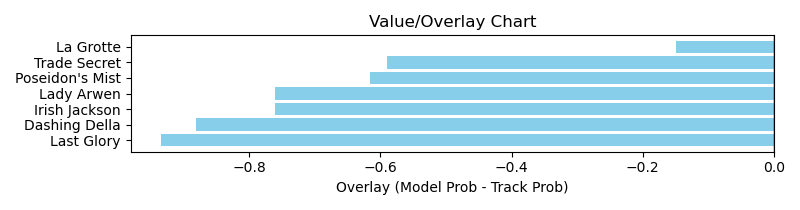 Value/Overlay Chart
La Grotte
Trade Secret
Poseidon's Mist
Lady Arwen
Irish Jackson
Dashing Della
Last Glory
−0.8 −0.6 −0.4 −0.2 0.0
Overlay (Model Prob - Track Prob)